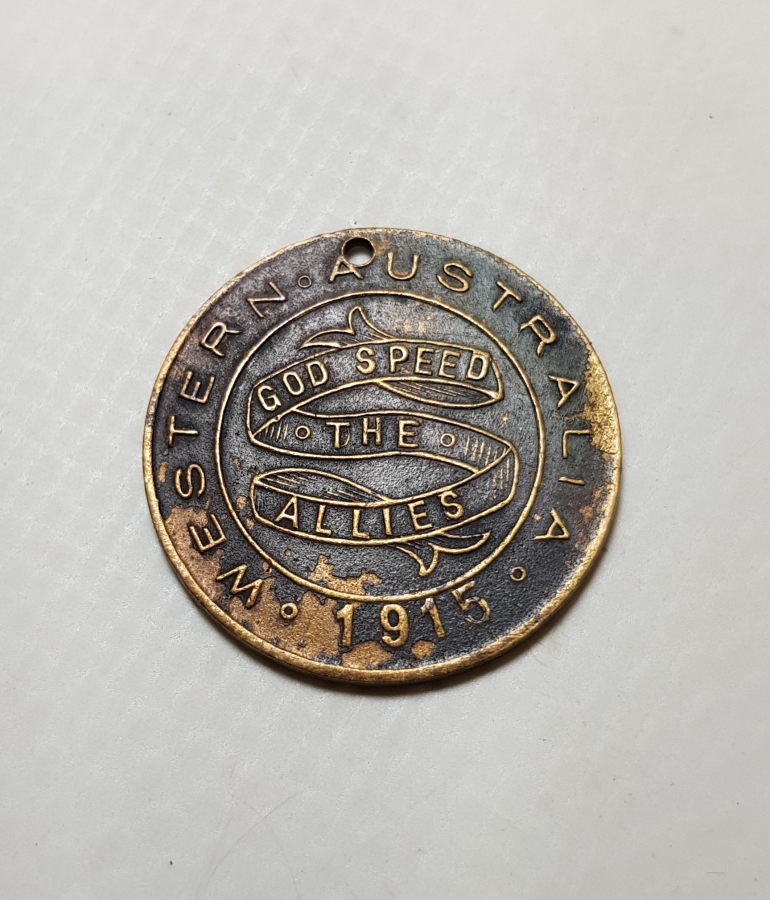 WESTERN AUSTRALIA
GOD SPEED
THE
ALLIES
1915